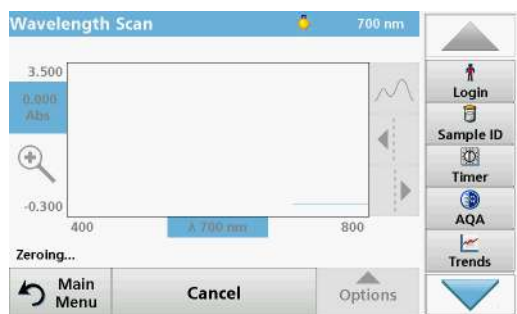 Wavelength Scan
700 nm
3.500
0.000
Abs
-0.300
400
λ 700 nm
800
Zeroing...
Main
Menu
Cancel
Options
Login
Sample ID
Timer
AQA
Trends